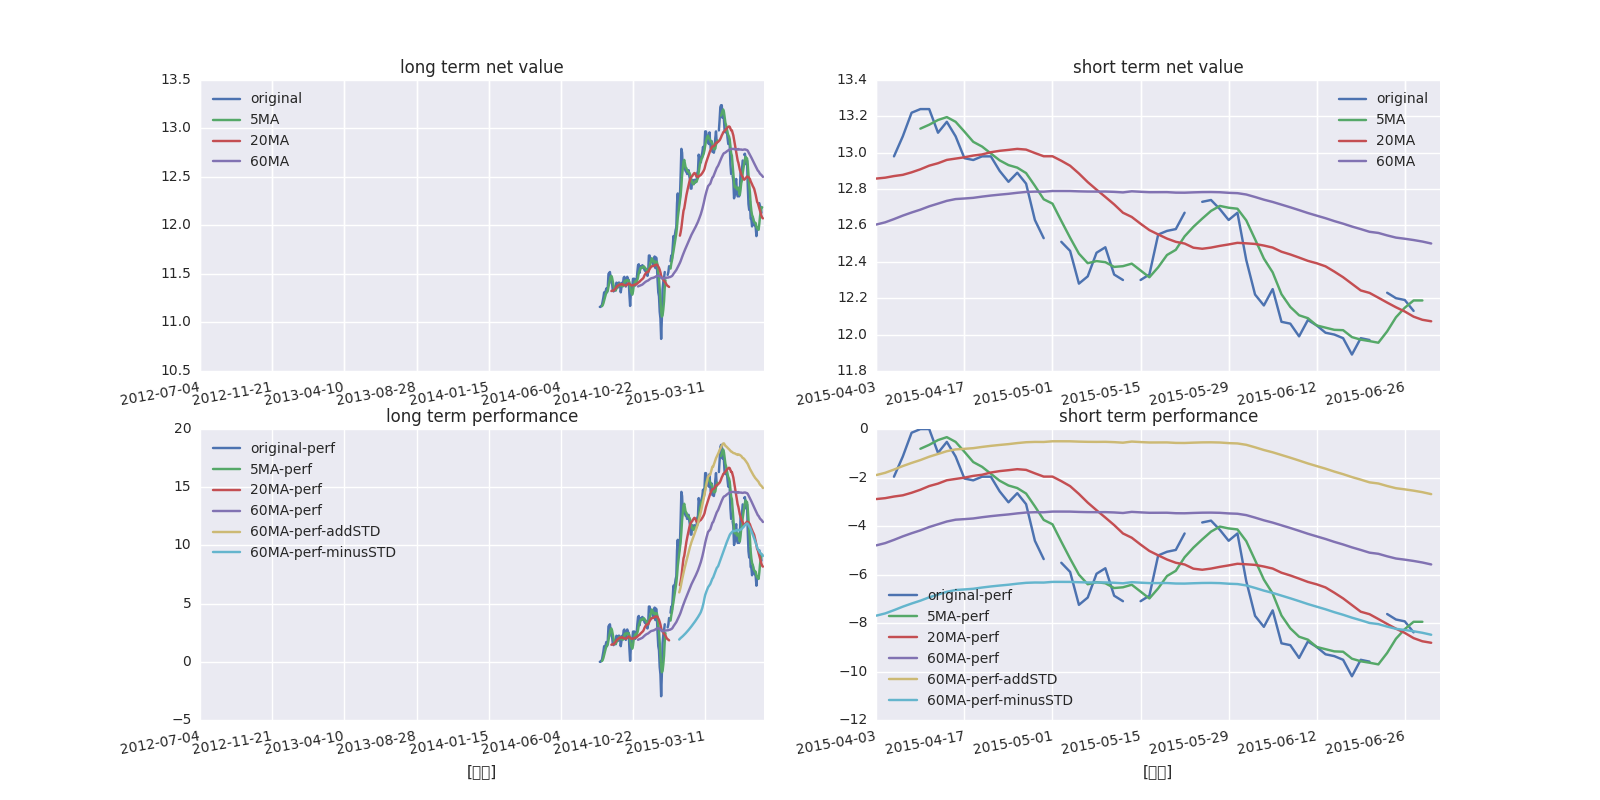 long term net value
13.5
13.0
12.5
12.0
11.5
11.0
10.5
original
5MA
20MA
60MA
2012-07-04 2012-11-21 2013-04-10 2013-08-28 2014-01-15 2014-06-04 2014-10-22 2015-03-11
short term net value
13.4
13.2
13.0
12.8
12.6
12.4
12.2
12.0
11.8
original
5MA
20MA
60MA
2015-04-03 2015-04-17 2015-05-01 2015-05-15 2015-05-29 2015-06-12 2015-06-26
long term performance
20
15
10
5
0
−5
original-perf
5MA-perf
20MA-perf
60MA-perf
60MA-perf-addSTD
60MA-perf-minusSTD
2012-07-04 2012-11-21 2013-04-10 2013-08-28 2014-01-15 2014-06-04 2014-10-22 2015-03-11
[▯▯]
short term performance
0
−2
−4
−6
−8
−10
−12
original-perf
5MA-perf
20MA-perf
60MA-perf
60MA-perf-addSTD
60MA-perf-minusSTD
2015-04-03 2015-04-17 2015-05-01 2015-05-15 2015-05-29 2015-06-12 2015-06-26
[▯▯]